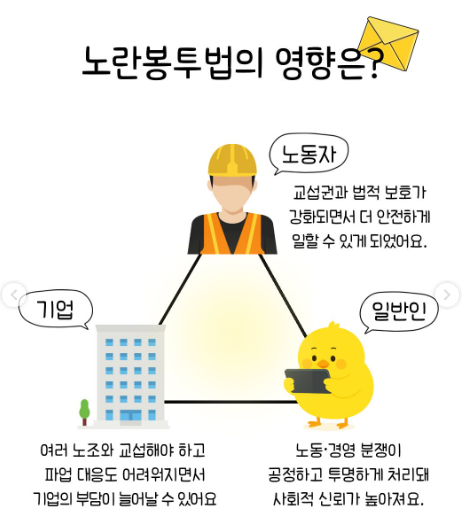 노란봉투법의 영향은?
노동자
교섭권과 법적 보호가
강화되면서 더 안전하게
일할 수 있게 되었어요.
기업
여러 노조와 교섭해야 하고
파업 대응도 어려워지면서
기업의 부담이 늘어날 수 있어요
일반인
노동·경영 분쟁이
공정하고 투명하게 처리돼
사회적 신뢰가 높아져요.